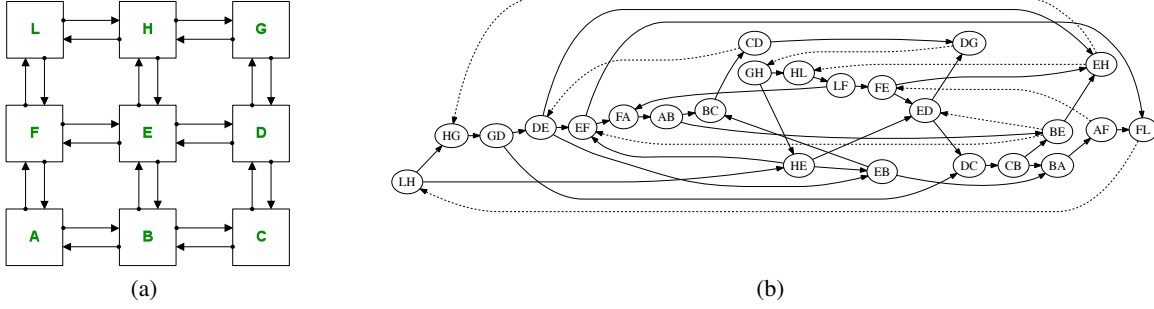 L H G
F E D
A B C
(a)
CD DG
GH HL EH
LF FE
FA AB BC ED
HG GD DE EF BE AF FL
LH HE EB DC CB BA
(b)